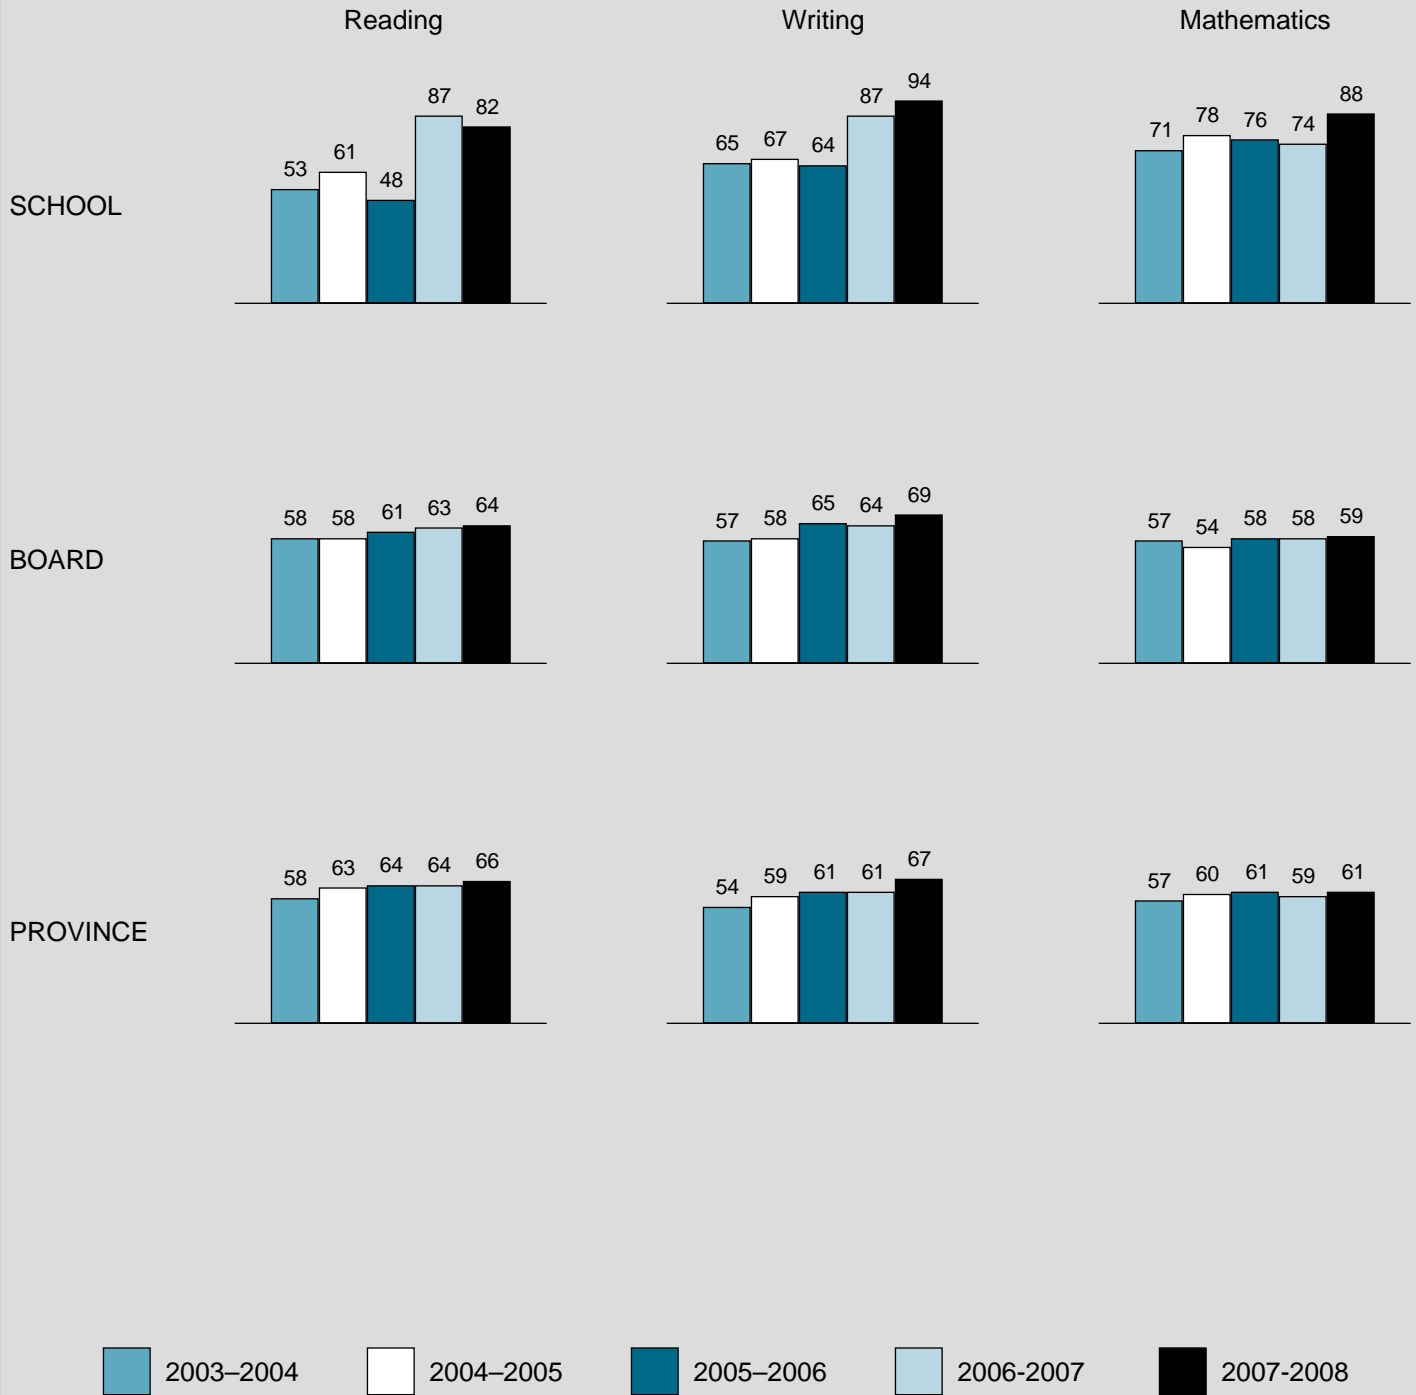 Reading Writing Mathematics
SCHOOL
53 61 48 87 82
65 67 64 87 94
71 78 76 74 88
BOARD
58 58 61 63 64
57 58 65 64 69
57 54 58 58 59
PROVINCE
58 63 64 64 66
54 59 61 61 67
57 60 61 59 61
2003–2004 2004–2005 2005–2006 2006-2007 2007-2008